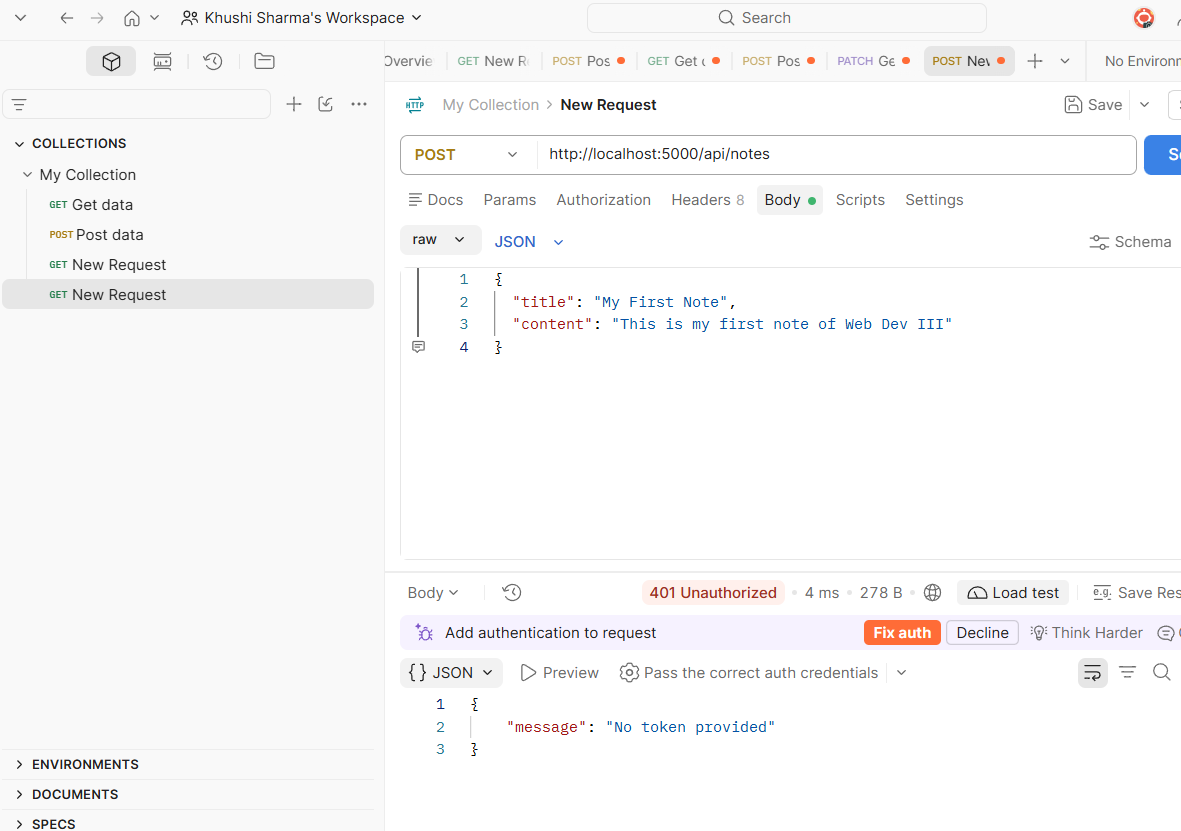 Khushi Sharma's Workspace
Search
Overvie GET New R POST Pos GET Get POST Pos PATCH Ge POST New No Environ
HTTP My Collection > New Request Save
POST http://localhost:5000/api/notes Se
Docs Params Authorization Headers 8 Body Scripts Settings
raw JSON Schema
1 {
2 "title": "My First Note",
3 "content": "This is my first note of Web Dev III"
4 }
COLLECTIONS
My Collection
GET Get data
POST Post data
GET New Request
GET New Request
ENVIRONMENTS
DOCUMENTS
SPECS
Body 401 Unauthorized 4 ms 278 B Load test e.g. Save Res
Add authentication to request Fix auth Decline Think Harder
{} JSON Preview Pass the correct auth credentials
1 {
2 "message": "No token provided"
3 }